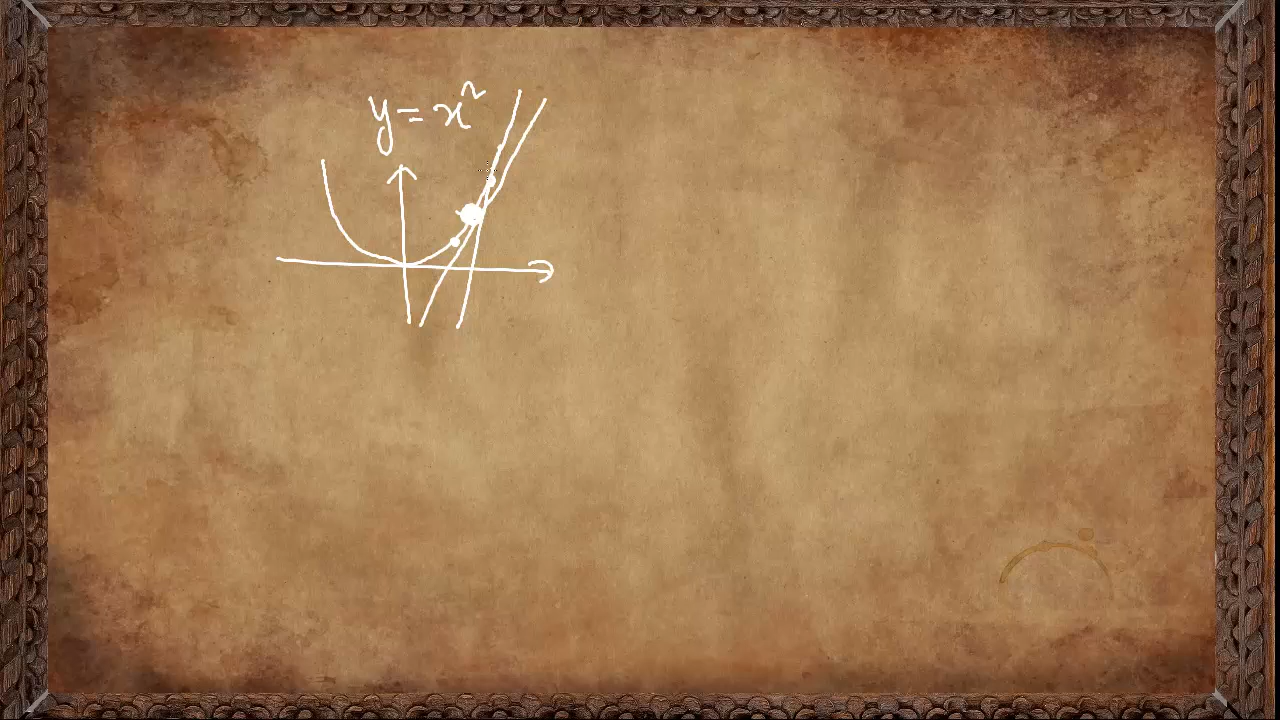 y = x²